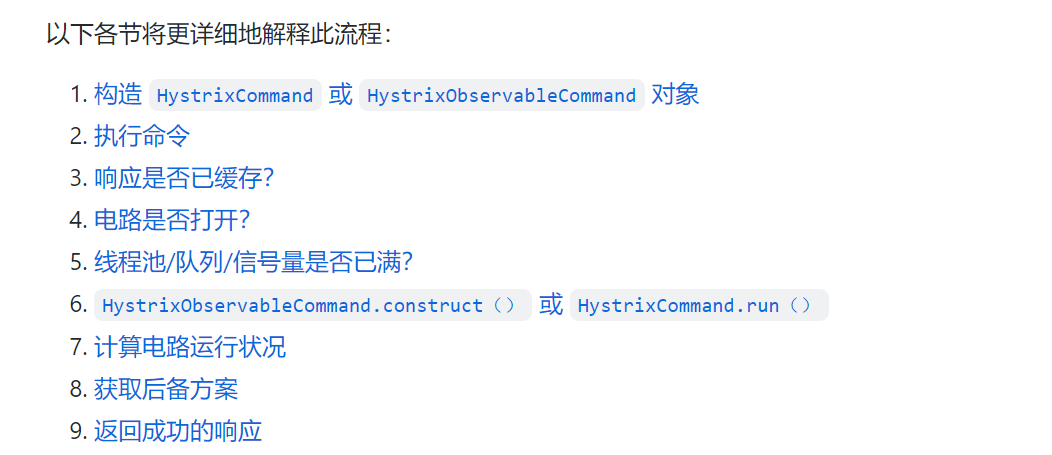 以下各节将更详细地解释此流程：
1. 构造 HystrixCommand 或 HystrixObservableCommand 对象
2. 执行命令
3. 响应是否已缓存？
4. 电路是否打开？
5. 线程池/队列/信号量是否已满？
6. HystrixObservableCommand.construct（） 或 HystrixCommand.run（）
7. 计算电路运行状况
8. 获取后备方案
9. 返回成功的响应